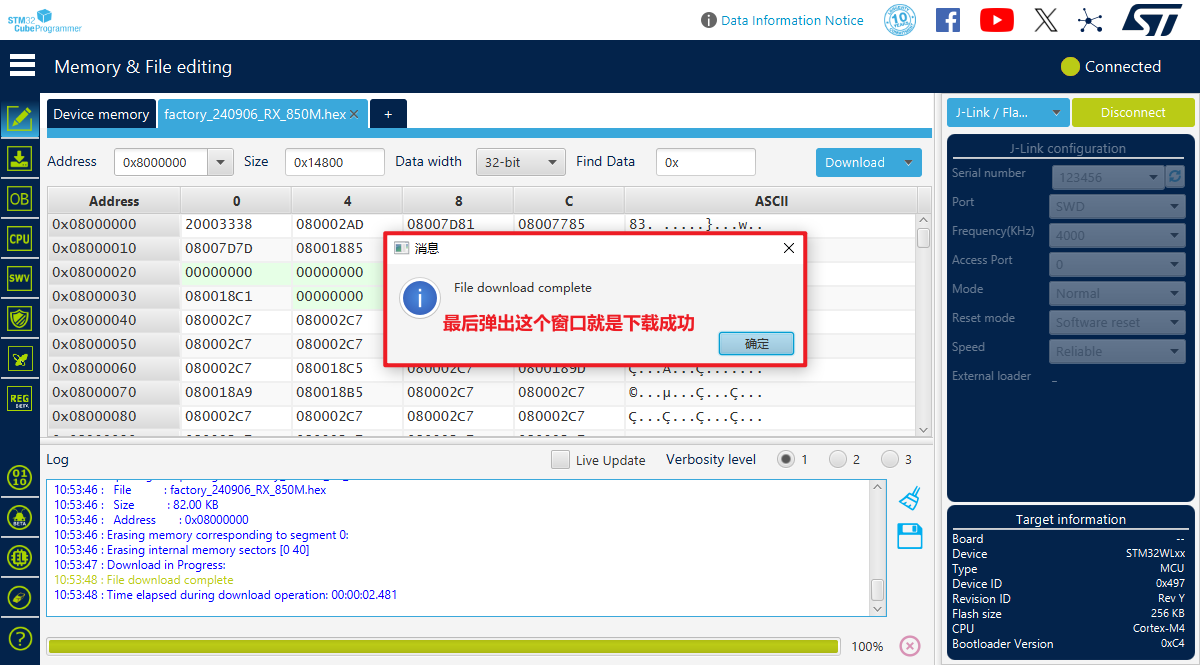 STM32
CubeProgrammer
Data Information Notice
10
Memory & File editing
Connected
Device memory
factory_240906_RX_850M.hex
+
Address
0x8000000
Size
0x14800
Data width
32-bit
Find Data
0x
Download
Address 0 4 8 C ASCII
0x08000000 20003338 080002AD 08007D81 08007785 83. .....}...w..
0x08000010 08007D7D 08001885
0x08000020 00000000 00000000
0x08000030 080018C1 00000000
0x08000040 080002C7 080002C7
0x08000050 080002C7 080002C7
0x08000060 080002C7 080018C5 080002C7 0800189D Ç...Å...Ç.......
0x08000070 080018A9 080018B5 080002C7 080002C7 ©...µ...Ç...Ç...
0x08000080 080002C7 080002C7 080002C7 080002C7 Ç...Ç...Ç...Ç...
消息
File download complete
最后弹出这个窗口就是下载成功
确定
Log
Live Update
Verbosity level
1
2
3
10:53:46 : File : factory_240906_RX_850M.hex
10:53:46 : Size : 82.00 KB
10:53:46 : Address : 0x08000000
10:53:46 : Erasing memory corresponding to segment 0:
10:53:46 : Erasing internal memory sectors [0 40]
10:53:47 : Download in Progress:
10:53:48 : File download complete
10:53:48 : Time elapsed during download operation: 00:00:02.481
100%
J-Link / Fla...
Disconnect
J-Link configuration
Serial number 123456
Port SWD
Frequency(KHz) 4000
Access Port 0
Mode Normal
Reset mode Software reset
Speed Reliable
External loader _
Target information
Board --
Device STM32WLxx
Type MCU
Device ID 0x497
Revision ID Rev Y
Flash size 256 KB
CPU Cortex-M4
Bootloader Version 0xC4
OB
CPU
SWV
REG
BETA
01
10
BETA
?